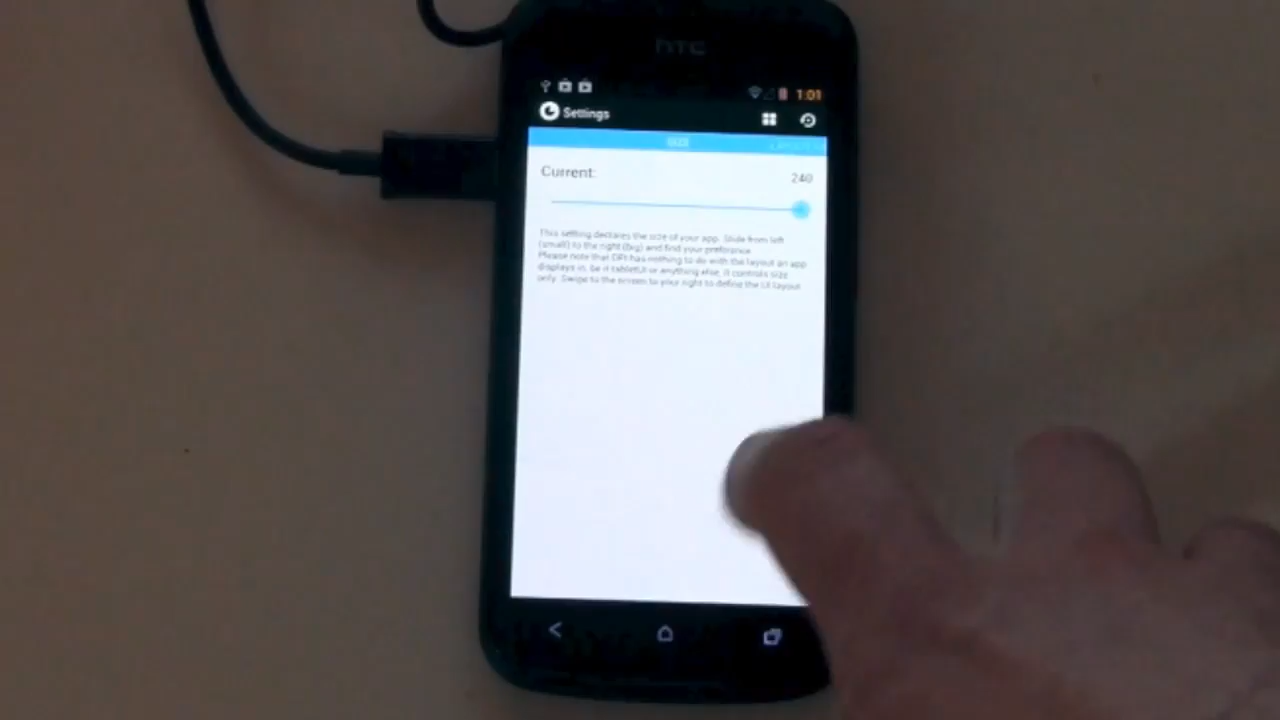 hTC
1:01
Settings
SIZE
LAYOUT
Current:
240
This setting declares the size of your app. Slide from left
(small) to the right (big) and find your preference.
Please note that DPI has nothing to do with the layout an app
displays in, be it tabletUI or anything else, it controls size
only. Swipe to the screen to your right to define the UI layout